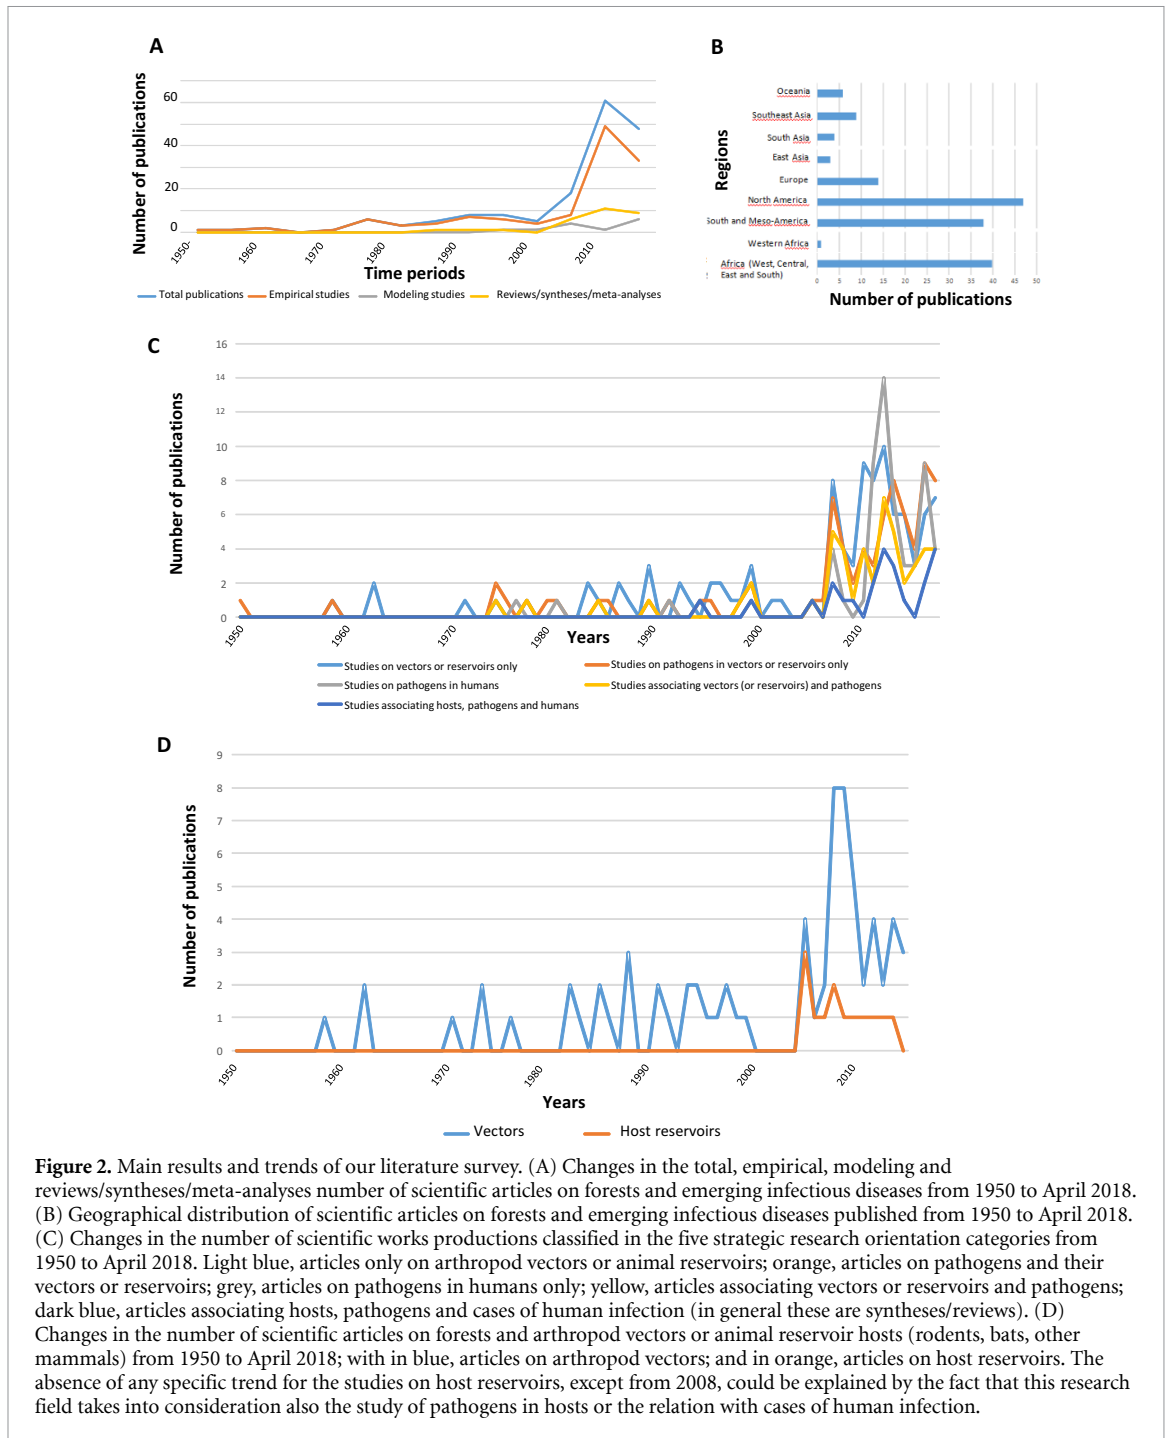 A
Number of publications
60
40
20
0
1950-
1960
1970
1980
1990
2000
2010
Time periods
Total publications
Empirical studies
Modeling studies
Reviews/syntheses/meta-analyses
B
Regions
Oceania
Southeast Asia
South Asia
East Asia
Europe
North America
South and Meso-America
Western Africa
Africa (West, Central,
East and South)
0 5 10 15 20 25 30 35 40 45 50
Number of publications
C
Number of publications
16
14
12
10
8
6
4
2
0
1950
1960
1970
1980
1990
2000
2010
Years
Studies on vectors or reservoirs only
Studies on pathogens in vectors or reservoirs only
Studies on pathogens in humans
Studies associating vectors (or reservoirs) and pathogens
Studies associating hosts, pathogens and humans
D
Number of publications
9
8
7
6
5
4
3
2
1
0
1950
1960
1970
1980
1990
2000
2010
Years
Vectors
Host reservoirs
Figure 2. Main results and trends of our literature survey. (A) Changes in the total, empirical, modeling and
reviews/syntheses/meta-analyses number of scientific articles on forests and emerging infectious diseases from 1950 to April 2018.
(B) Geographical distribution of scientific articles on forests and emerging infectious diseases published from 1950 to April 2018.
(C) Changes in the number of scientific works productions classified in the five strategic research orientation categories from
1950 to April 2018. Light blue, articles only on arthropod vectors or animal reservoirs; orange, articles on pathogens and their
vectors or reservoirs; grey, articles on pathogens in humans only; yellow, articles associating vectors or reservoirs and pathogens;
dark blue, articles associating hosts, pathogens and cases of human infection (in general these are syntheses/reviews). (D)
Changes in the number of scientific articles on forests and arthropod vectors or animal reservoir hosts (rodents, bats, other
mammals) from 1950 to April 2018; with in blue, articles on arthropod vectors; and in orange, articles on host reservoirs. The
absence of any specific trend for the studies on host reservoirs, except from 2008, could be explained by the fact that this research
field takes into consideration also the study of pathogens in hosts or the relation with cases of human infection.